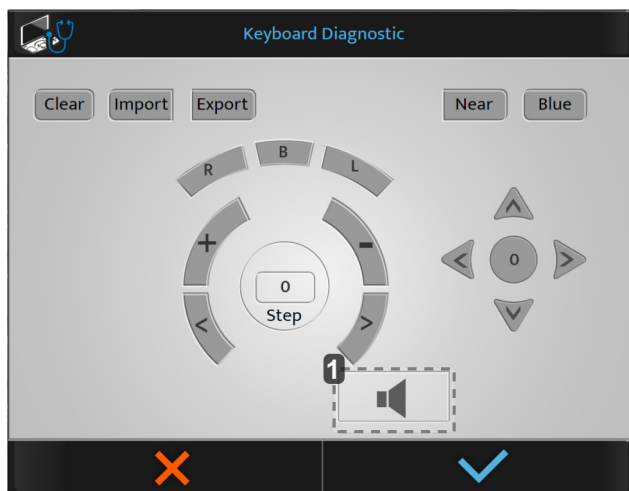 Keyboard Diagnostic
Clear Import Export Near Blue
R B L
+ -
0
0
Step
< >
1